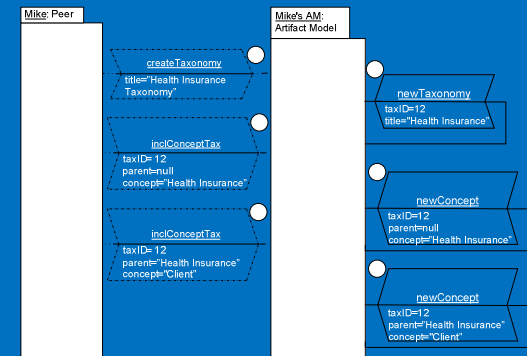 Mike: Peer
Mike's AM:
Artifact Model
createTaxonomy
title="Health Insurance
Taxonomy"
newTaxonomy
taxID=12
title="Health Insurance"
inclConceptTax
taxID= 12
parent=null
concept="Health Insurance"
newConcept
taxID=12
parent=null
concept="Health Insurance"
inclConceptTax
taxID=12
parent="Health Insurance"
concept="Client"
newConcept
taxID=12
parent="Health Insurance"
concept="Client"